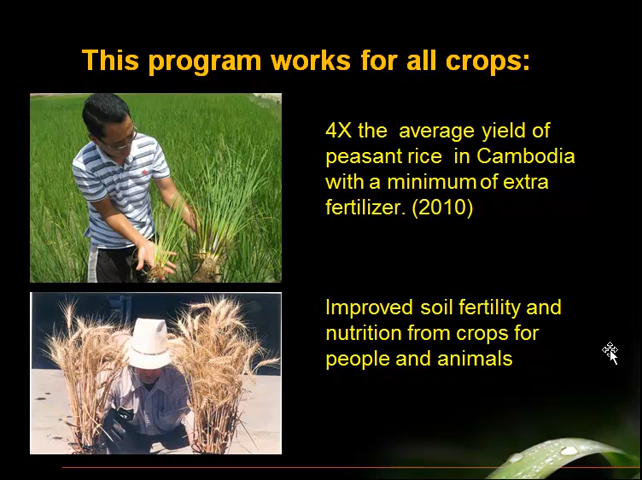 This program works for all crops:
4X the average yield of
peasant rice in Cambodia
with a minimum of extra
fertilizer. (2010)
Improved soil fertility and
nutrition from crops for
people and animals